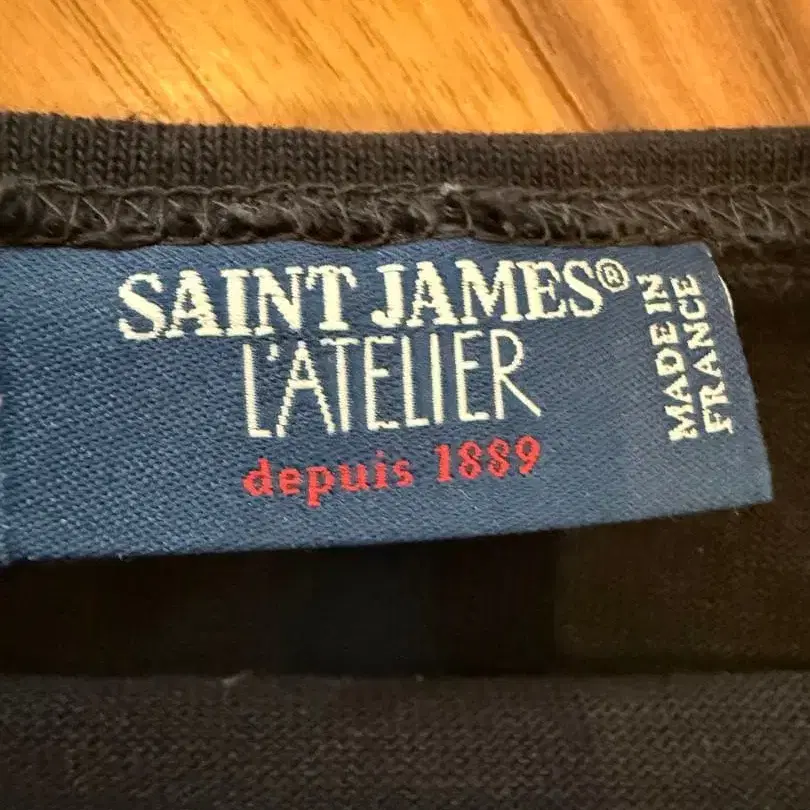 SAINT JAMES®
L'ATELIER
depuis 1889
MADE IN
FRANCE